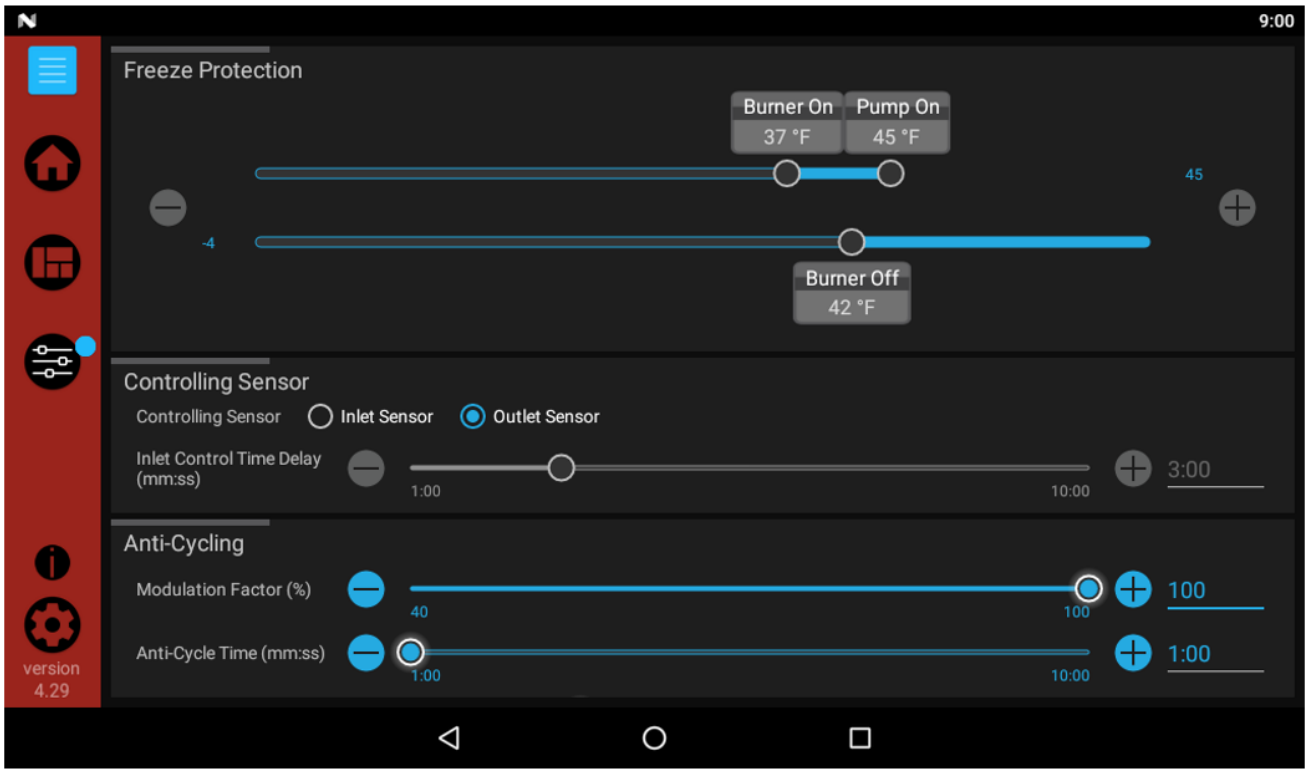 9:00
Freeze Protection
Burner On Pump On
37 °F 45 °F
45
-4
Burner Off
42 °F
Controlling Sensor
Controlling Sensor Inlet Sensor Outlet Sensor
Inlet Control Time Delay
(mm:ss)
3:00
1:00 10:00
Anti-Cycling
Modulation Factor (%)
100
40 100
Anti-Cycle Time (mm:ss)
1:00
1:00 10:00
version
4.29